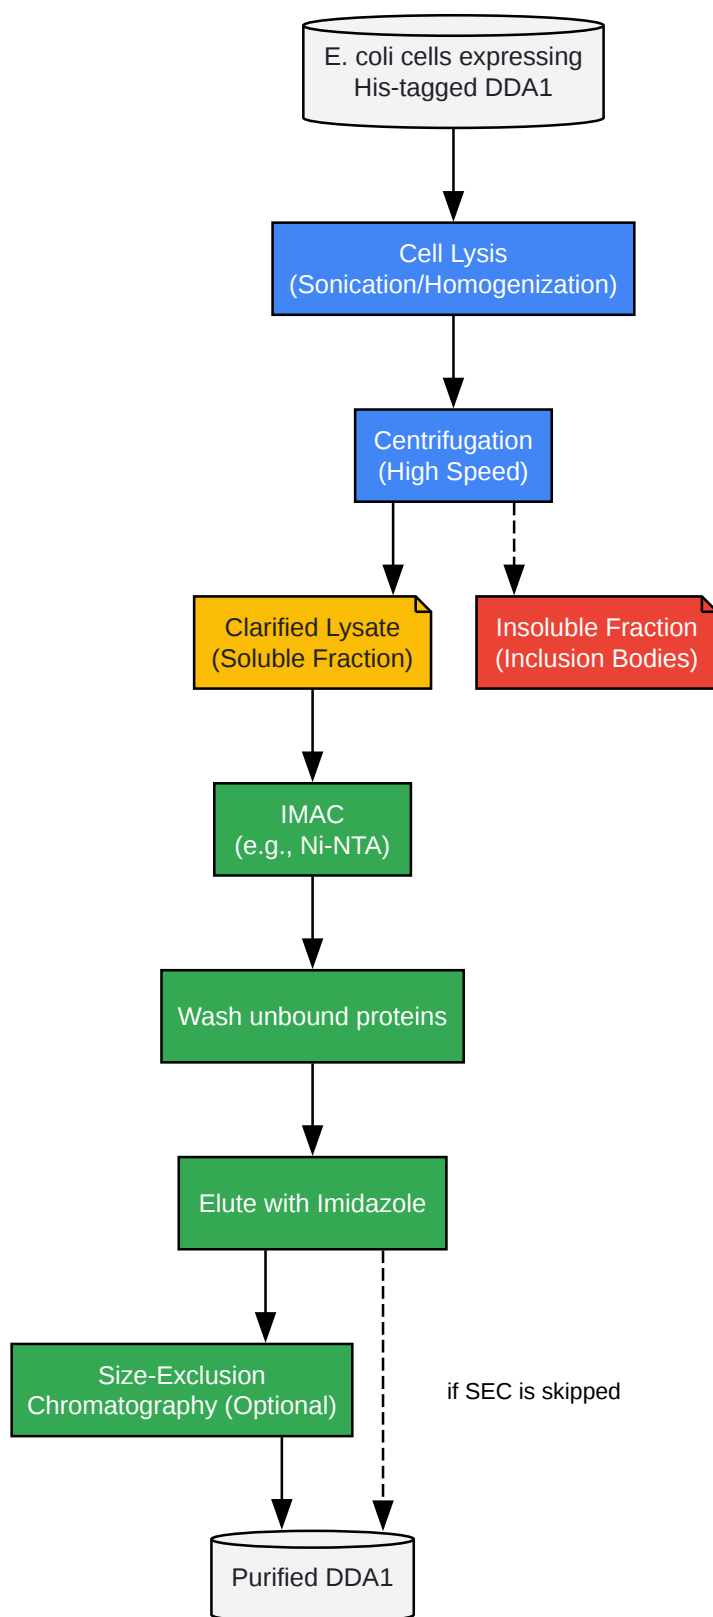 E. coli cells expressing
His-tagged DDA1
Cell Lysis
(Sonication/Homogenization)
Centrifugation
(High Speed)
Clarified Lysate
(Soluble Fraction)
Insoluble Fraction
(Inclusion Bodies)
IMAC
(e.g., Ni-NTA)
Wash unbound proteins
Elute with Imidazole
Size-Exclusion
Chromatography (Optional)
if SEC is skipped
Purified DDA1